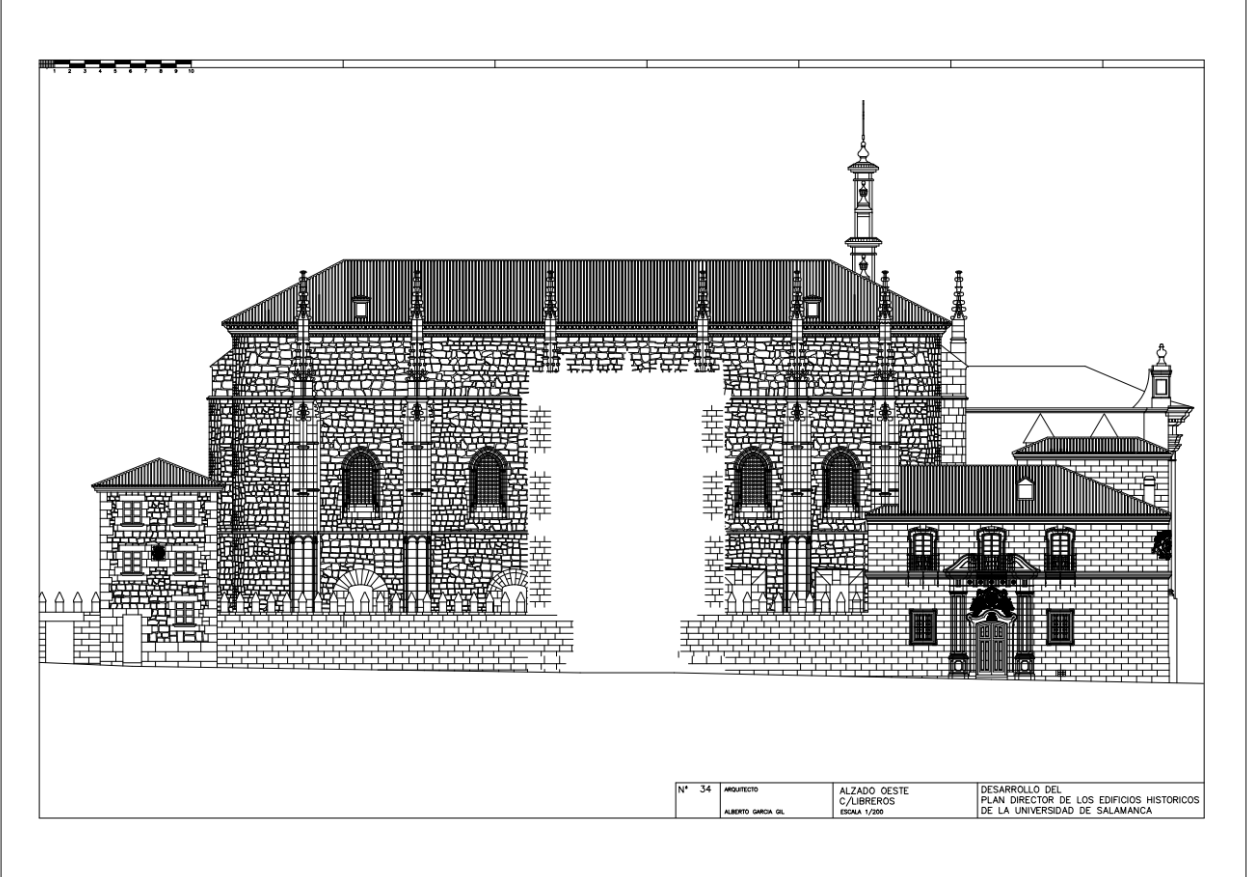 1 2 3 4 5 6 7 8 9 10
Nº 34
ARQUITECTO
ALBERTO GARCIA GIL
ALZADO OESTE
C/LIBREROS
ESCALA 1/200
DESARROLLO DEL
PLAN DIRECTOR DE LOS EDIFICIOS HISTORICOS
DE LA UNIVERSIDAD DE SALAMANCA